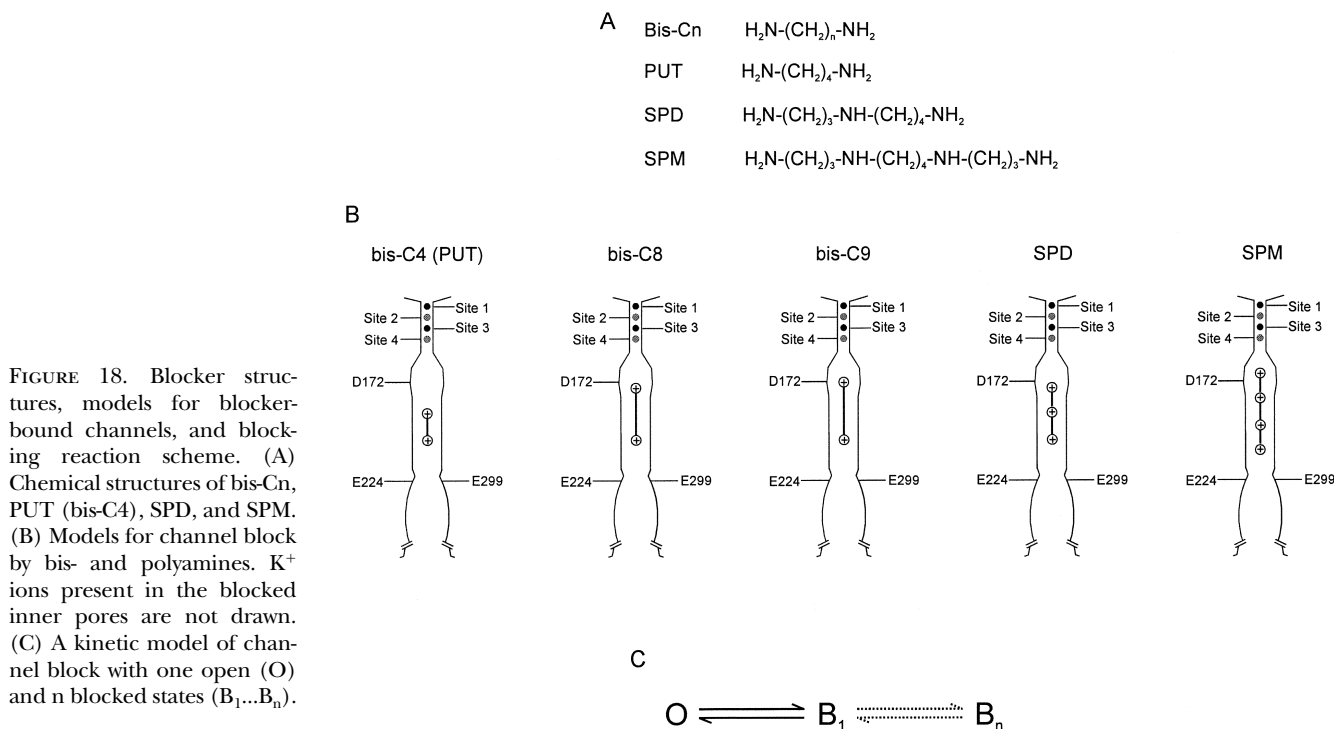 A
Bis-Cn H₂N-(CH₂)ₙ-NH₂
PUT H₂N-(CH₂)₄-NH₂
SPD H₂N-(CH₂)₃-NH-(CH₂)₄-NH₂
SPM H₂N-(CH₂)₃-NH-(CH₂)₄-NH-(CH₂)₃-NH₂
B
bis-C4 (PUT)
Site 1
Site 2
Site 3
Site 4
D172
E224
E299
bis-C8
Site 1
Site 2
Site 3
Site 4
D172
E224
E299
bis-C9
Site 1
Site 2
Site 3
Site 4
D172
E224
E299
SPD
Site 1
Site 2
Site 3
Site 4
D172
E224
E299
SPM
Site 1
Site 2
Site 3
Site 4
D172
E224
E299
FIGURE 18. Blocker struc-
tures, models for blocker-
bound channels, and block-
ing reaction scheme. (A)
Chemical structures of bis-Cn,
PUT (bis-C4), SPD, and SPM.
(B) Models for channel block
by bis- and polyamines. K⁺
ions present in the blocked
inner pores are not drawn.
(C) A kinetic model of chan-
nel block with one open (O)
and n blocked states (B₁...Bₙ).
C
O B₁ Bₙ